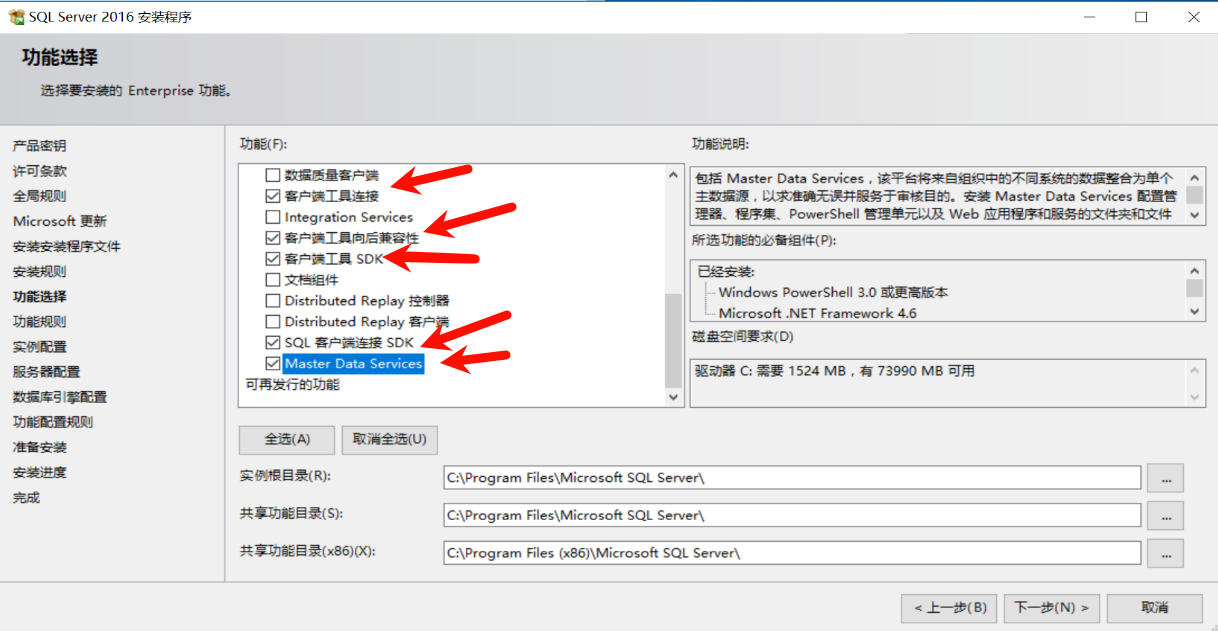 SQL Server 2016 安装程序
功能选择
选择要安装的 Enterprise 功能。
产品密钥
许可条款
全局规则
Microsoft 更新
安装安装程序文件
安装规则
功能选择
功能规则
实例配置
服务器配置
数据库引擎配置
功能配置规则
准备安装
安装进度
完成
功能(F):
数据质量客户端
客户端工具连接
Integration Services
客户端工具向后兼容性
客户端工具 SDK
文档组件
Distributed Replay 控制器
Distributed Replay 客户端
SQL 客户端连接 SDK
Master Data Services
可再发行的功能
功能说明:
包括 Master Data Services，该平台将来自组织中的不同系统的数据整合为单个
主数据源，以求准确无误并服务于审核目的。安装 Master Data Services 配置管
理器、程序集、PowerShell 管理单元以及 Web 应用程序和服务的文件夹和文件
所选功能的必备组件(P):
已经安装:
Windows PowerShell 3.0 或更高版本
Microsoft .NET Framework 4.6
磁盘空间要求(D)
驱动器 C: 需要 1524 MB，有 73990 MB 可用
全选(A)
取消全选(U)
实例根目录(R):
C:\Program Files\Microsoft SQL Server\
...
共享功能目录(S):
C:\Program Files\Microsoft SQL Server\
...
共享功能目录(x86)(X):
C:\Program Files (x86)\Microsoft SQL Server\
...
< 上一步(B)
下一步(N) >
取消